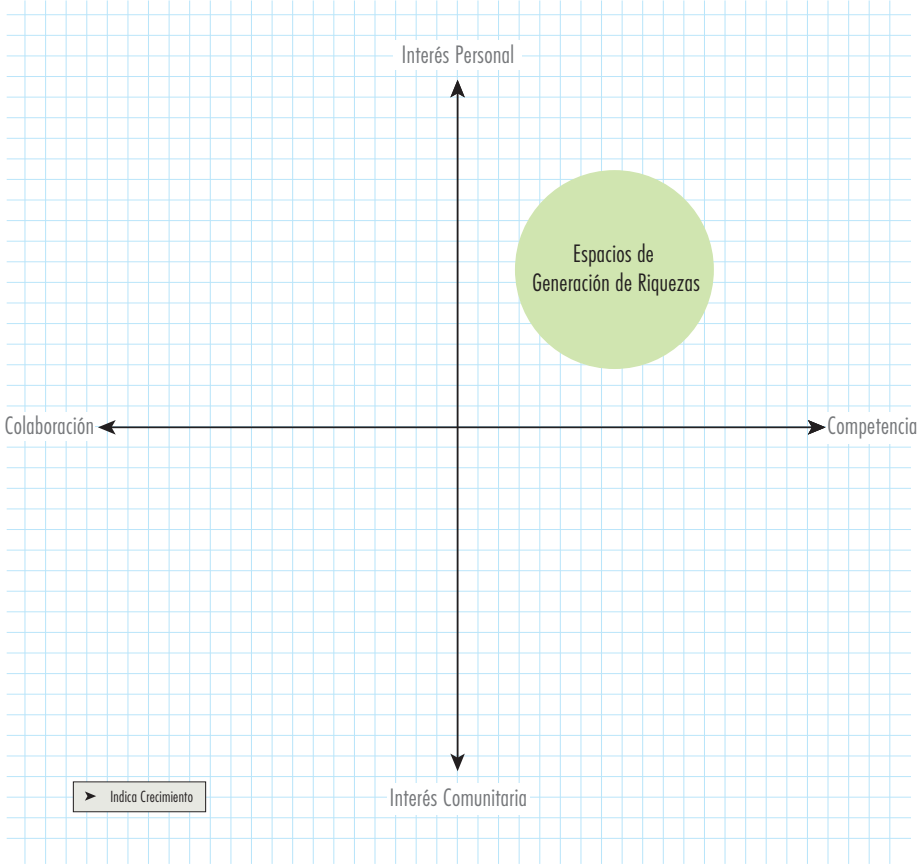 Interés Personal
Espacios de
Generación de Riquezas
Colaboración
Competencia
Indica Crecimiento
Interés Comunitaria